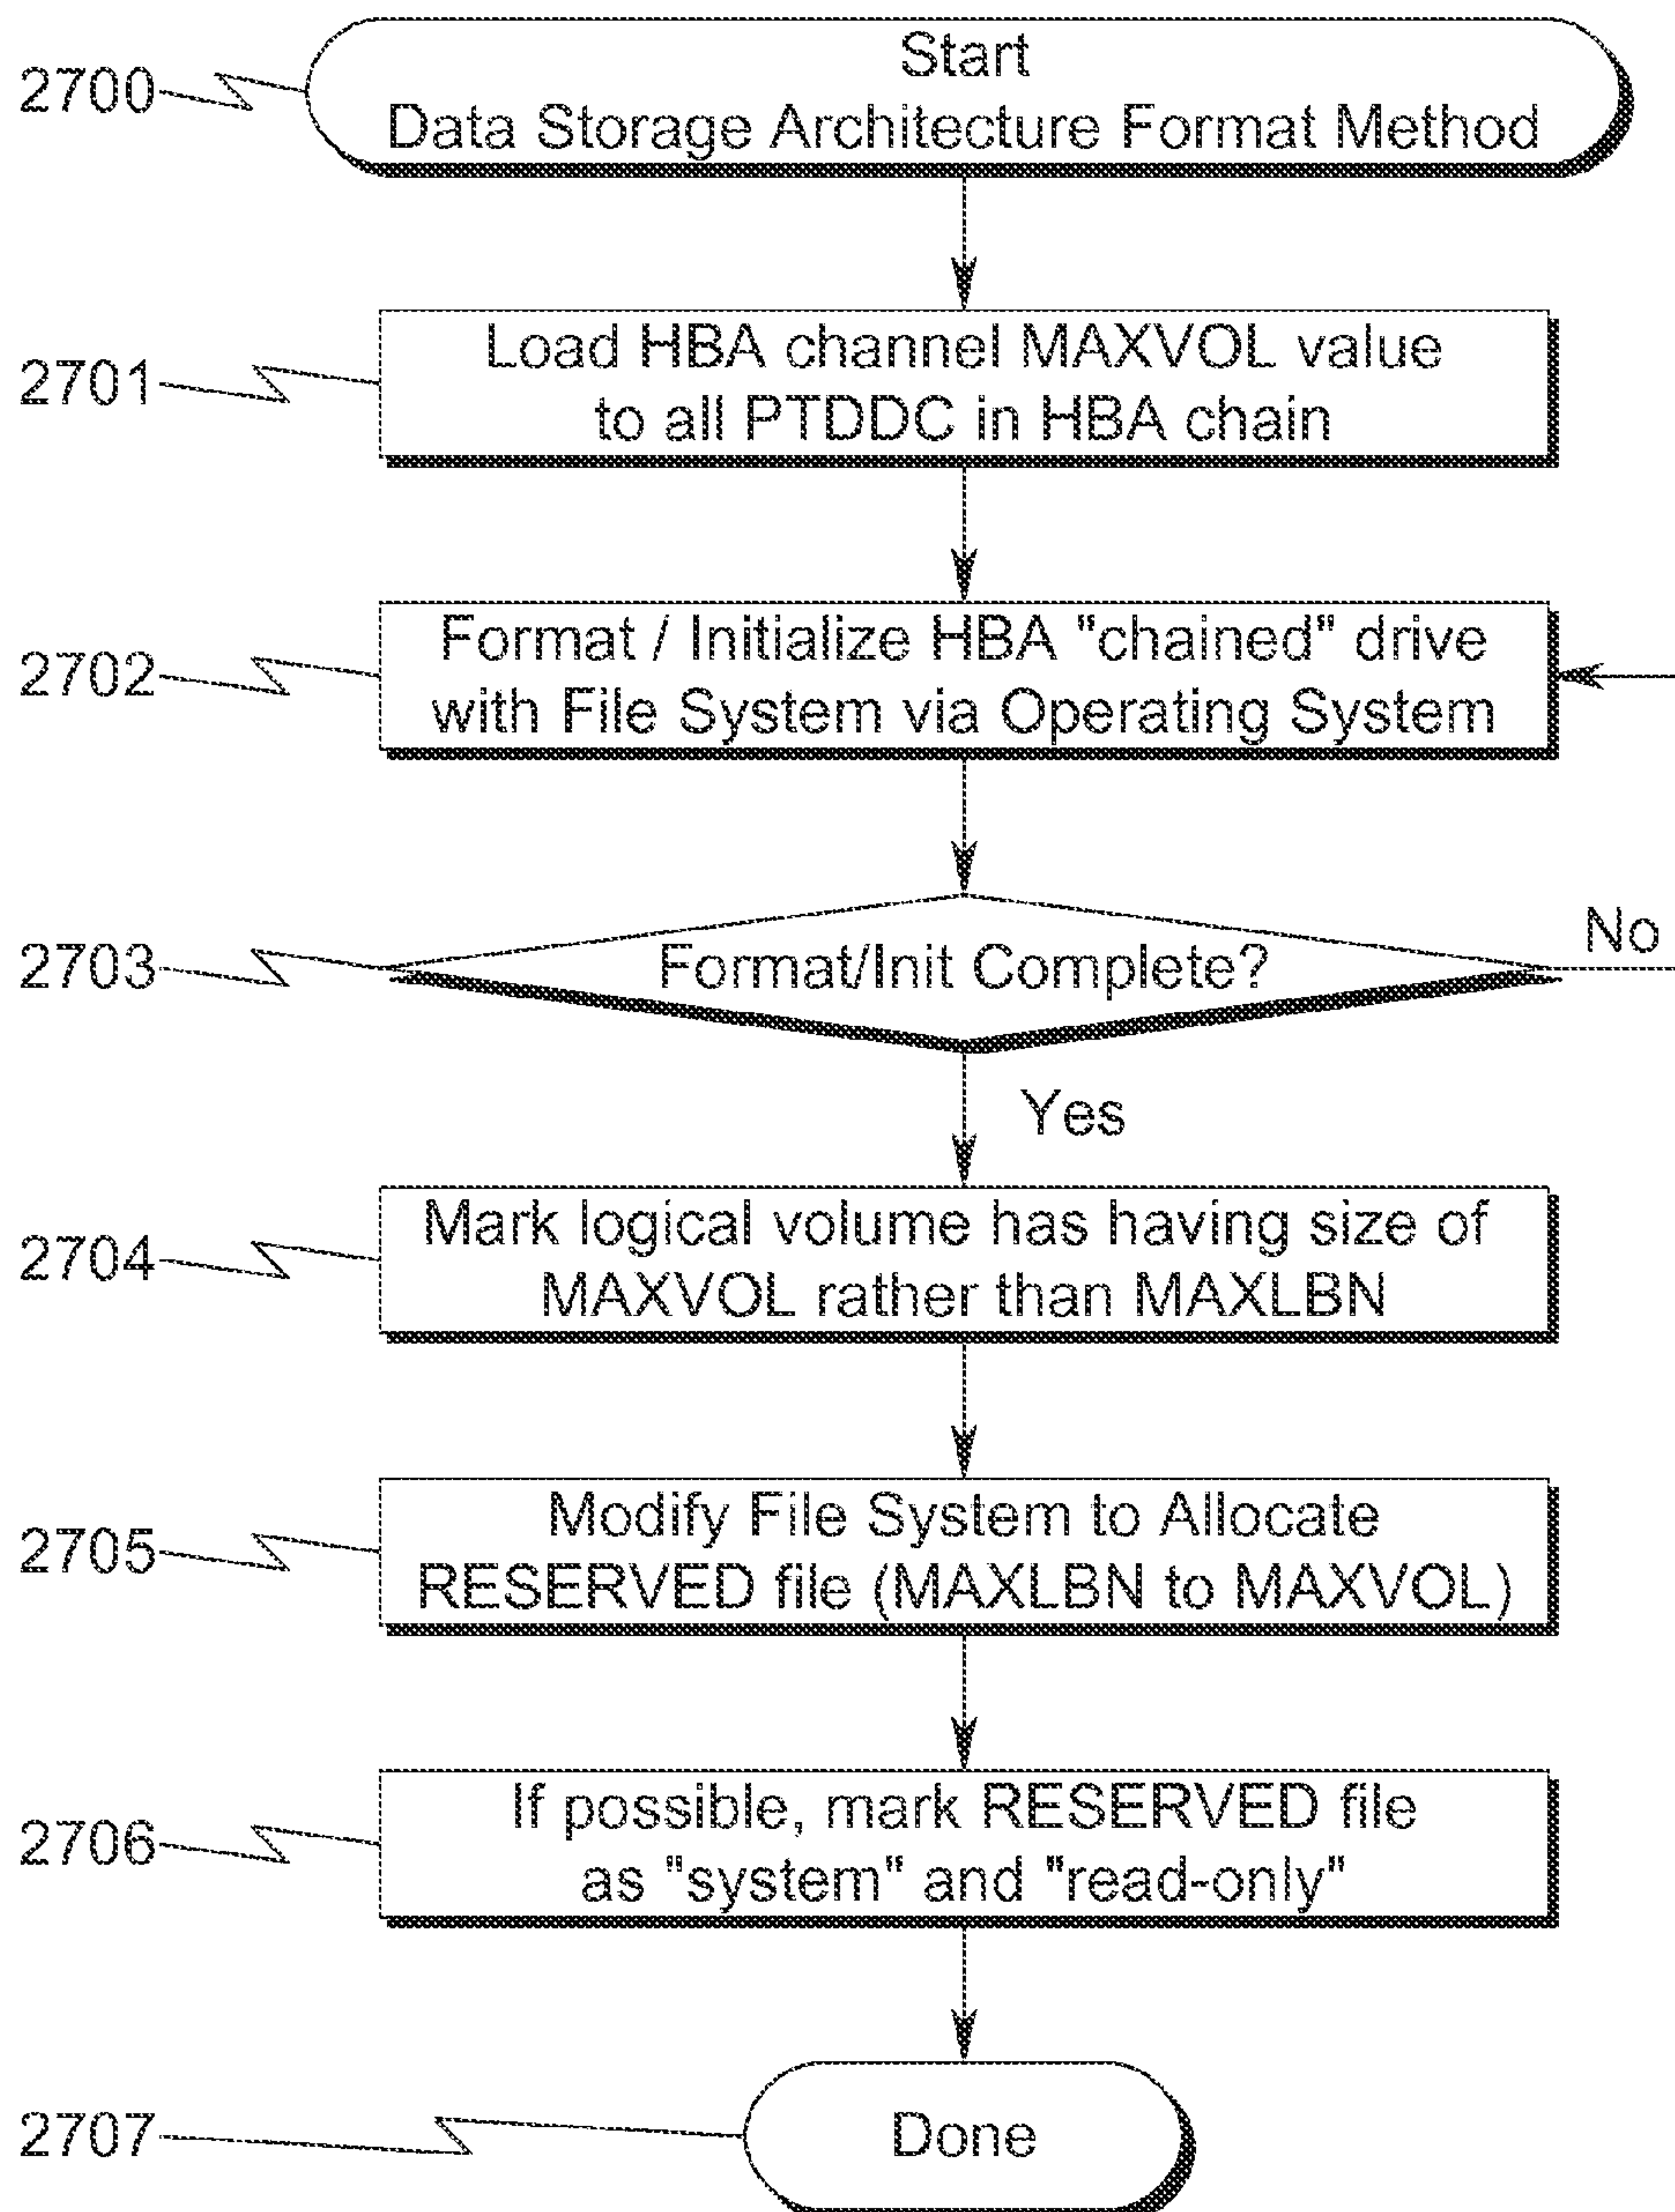 Start
2700
Data Storage Architecture Format Method
Load HBA channel MAXVOL value
2701
to all PTDDC in HBA chain
Format / Initialize HBA "chained" drive
2702
with File System via Operating System
No
2703
Format/Init Complete?
Yes
Mark logical volume has having size of
2704
MAXVOL rather than MAXLBN
Modify File System to Allocate
2705
RESERVED file (MAXLBN to MAXVOL)
If possible, mark RESERVED file
2706
as "system" and "read-only"
2707
Done